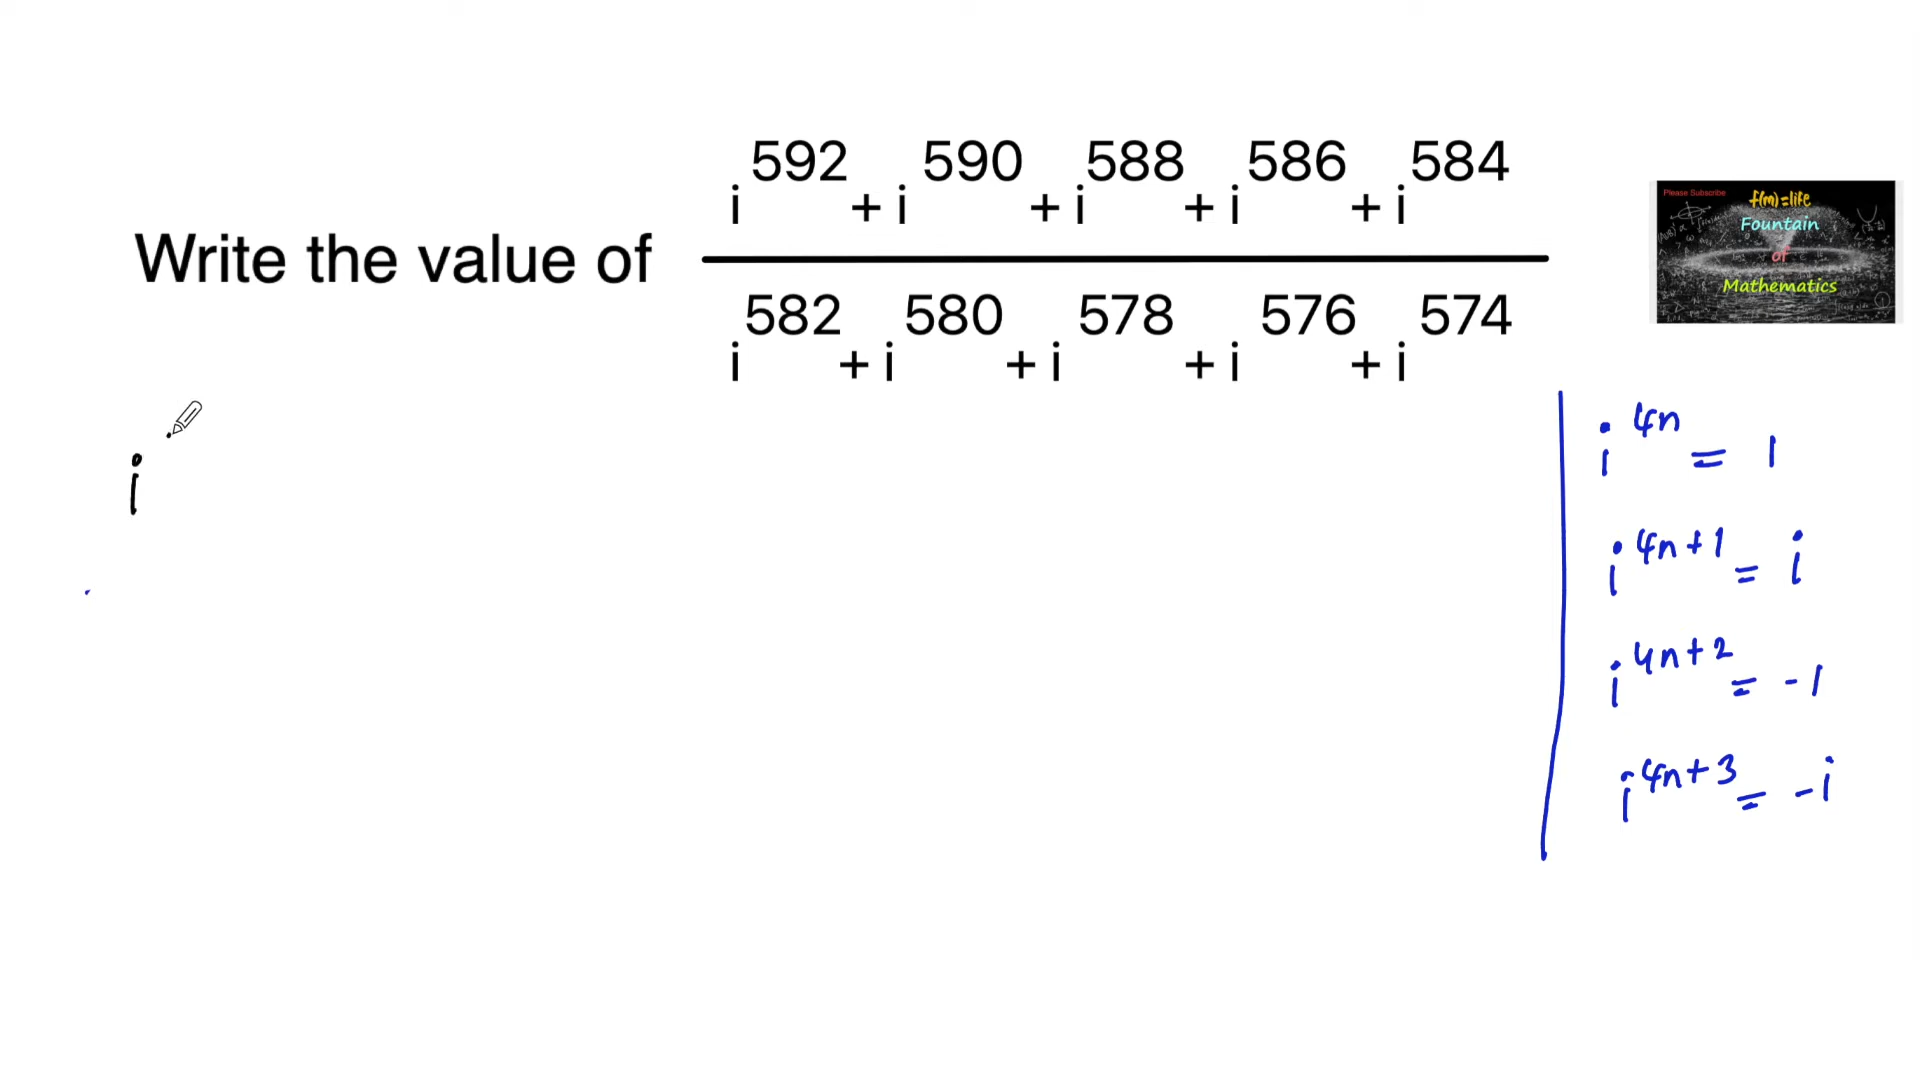 Write the value of
i^592 + i^590 + i^588 + i^586 + i^584
i^582 + i^580 + i^578 + i^576 + i^574
Please Subscribe
f(m)=life
Fountain
of
Mathematics
i
i^4n = 1
i^4n+1 = i
i^4n+2 = -1
i^4n+3 = -i